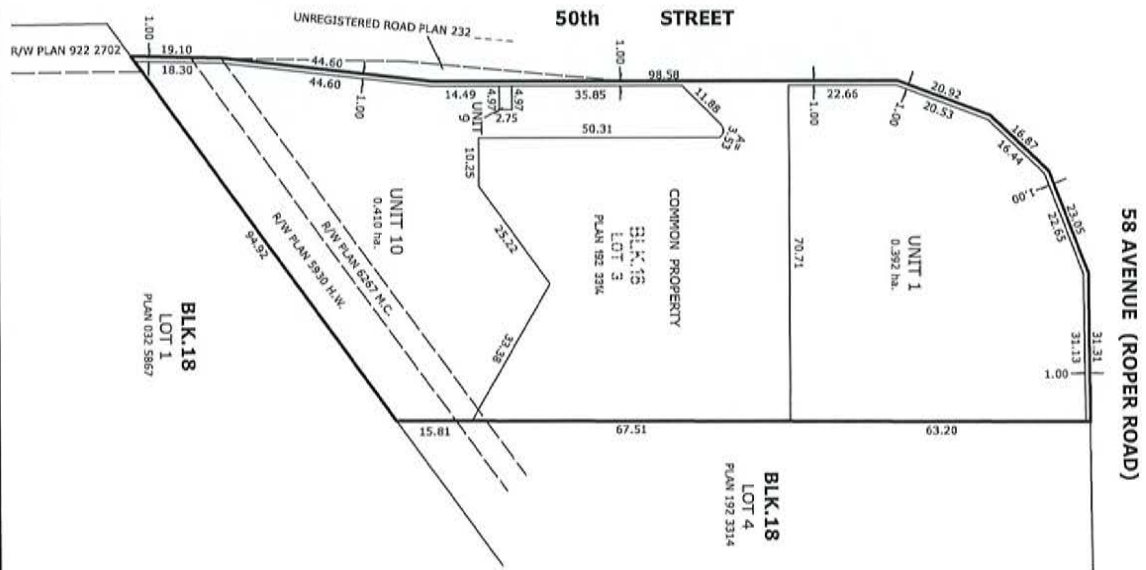 50th STREET
UNREGISTERED ROAD PLAN 232
R/W PLAN 922 2702
1.00
19.10
18.30
44.60
44.60
1.00
14.49
4.97
4.97
2.75
UNIT
9
35.85
1.00
98.58
11.88
50.31
10.25
22.66
1.00
1.00
20.92
20.53
16.87
16.44
1.00
23.05
22.65
31.31
31.13
1.00
58 AVENUE (ROPER ROAD)
UNIT 1
0.392 ha.
70.71
COMMON PROPERTY
BLK.18
LOT 3
PLAN 192 3314
25.22
33.38
UNIT 10
0.410 ha.
R/W PLAN 6267 M.C.
R/W PLAN 5930 H.W.
94.92
15.81
67.51
63.20
BLK.18
LOT 1
PLAN 032 5867
BLK.18
LOT 4
PLAN 192 3314